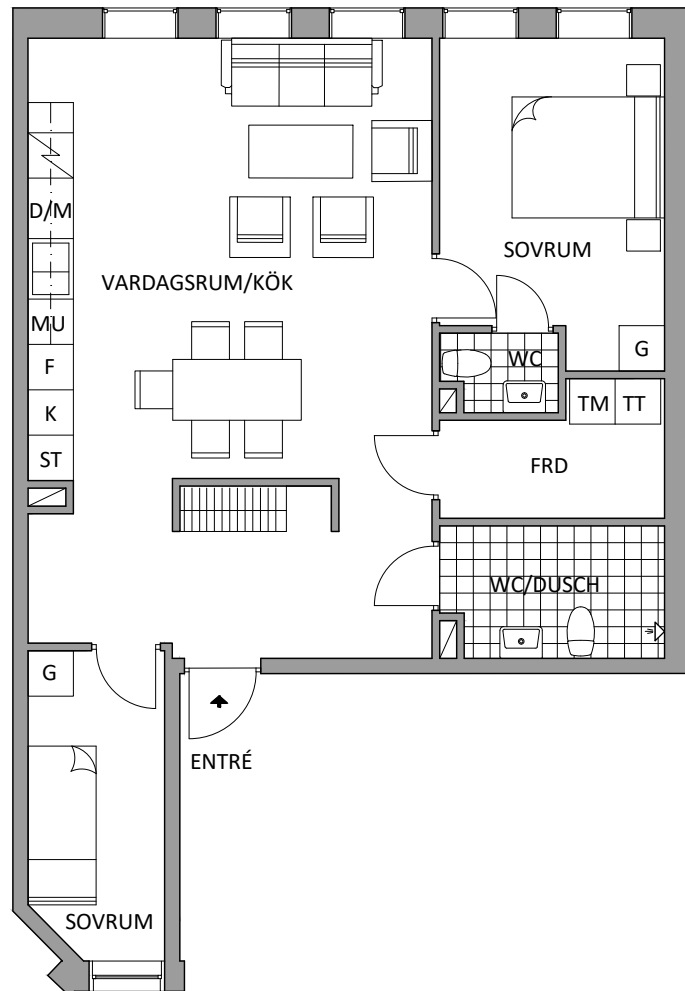 D/M
SOVRUM
VARDAGSRUM/KÖK
MU
WC
G
F
K
TM TT
ST
FRD
WC/DUSCH
G
ENTRÉ
SOVRUM